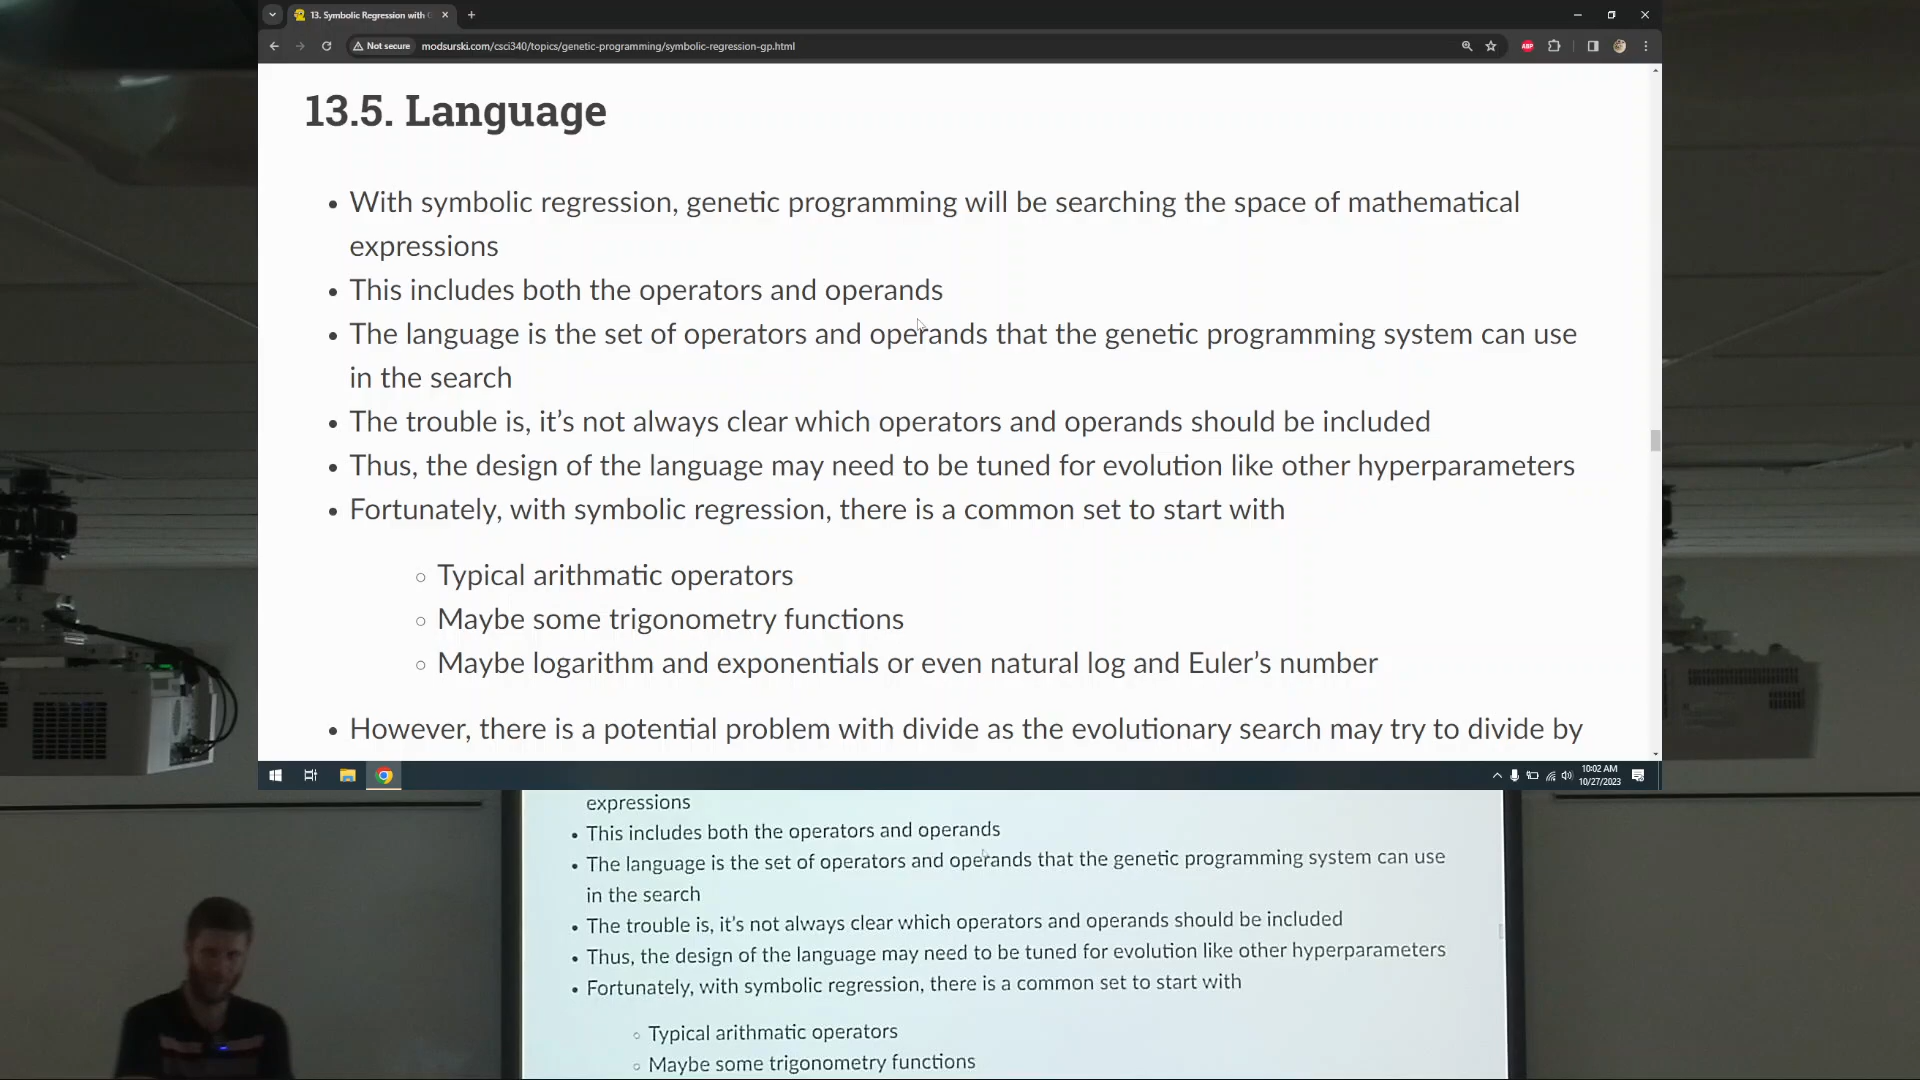 13. Symbolic Regression with
Not secure
modsurski.com/csci340/topics/genetic-programming/symbolic-regression-gp.html
ABP
13.5. Language
• With symbolic regression, genetic programming will be searching the space of mathematical
expressions
• This includes both the operators and operands
• The language is the set of operators and operands that the genetic programming system can use
in the search
• The trouble is, it’s not always clear which operators and operands should be included
• Thus, the design of the language may need to be tuned for evolution like other hyperparameters
• Fortunately, with symbolic regression, there is a common set to start with
◦ Typical arithmatic operators
◦ Maybe some trigonometry functions
◦ Maybe logarithm and exponentials or even natural log and Euler’s number
• However, there is a potential problem with divide as the evolutionary search may try to divide by
10:02 AM
10/27/2023
expressions
• This includes both the operators and operands
• The language is the set of operators and operands that the genetic programming system can use
in the search
• The trouble is, it’s not always clear which operators and operands should be included
• Thus, the design of the language may need to be tuned for evolution like other hyperparameters
• Fortunately, with symbolic regression, there is a common set to start with
◦ Typical arithmatic operators
◦ Maybe some trigonometry functions